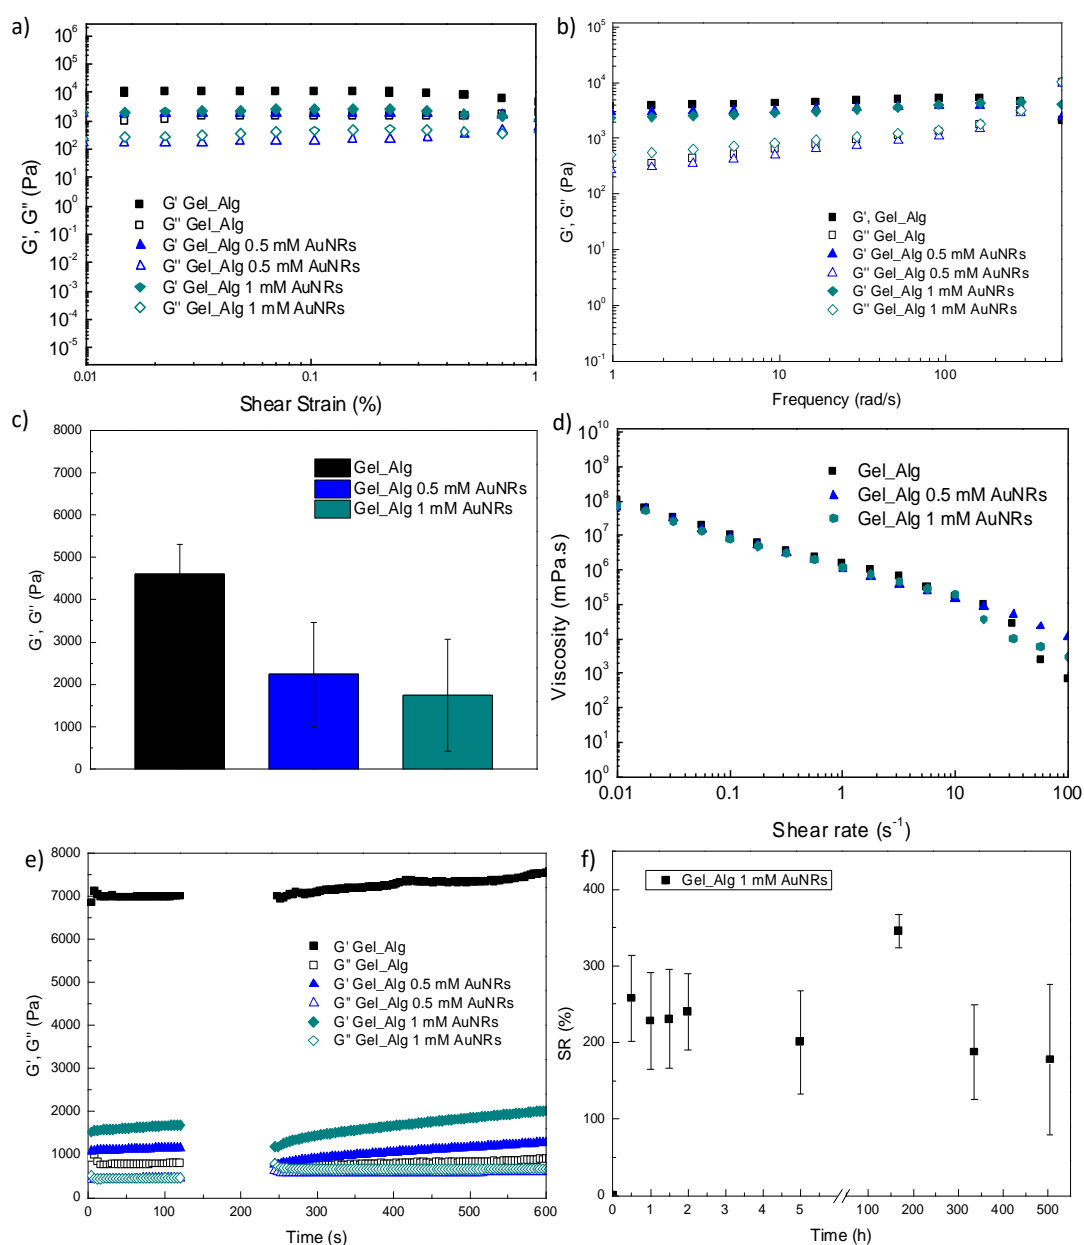 a)
10^6
10^5
10^4
10^3
10^2
10^1
10^0
10^-1
10^-2
10^-3
10^-4
10^-5
G', G'' (Pa)
G' Gel_Alg
G'' Gel_Alg
G' Gel_Alg 0.5 mM AuNRs
G'' Gel_Alg 0.5 mM AuNRs
G' Gel_Alg 1 mM AuNRs
G'' Gel_Alg 1 mM AuNRs
0.01 0.1 1
Shear Strain (%)
b)
10^5
10^4
10^3
10^2
10^1
10^0
10^-1
G', G'' (Pa)
G', Gel_Alg
G'' Gel_Alg
G' Gel_Alg 0.5 mM AuNRs
G'' Gel_Alg 0.5 mM AuNRs
G' Gel_Alg 1 mM AuNRs
G'' Gel_Alg 1 mM AuNRs
1 10 100
Frequency (rad/s)
c)
8000
7000
6000
5000
4000
3000
2000
1000
0
G', G'' (Pa)
Gel_Alg
Gel_Alg 0.5 mM AuNRs
Gel_Alg 1 mM AuNRs
d)
10^10
10^9
10^8
10^7
10^6
10^5
10^4
10^3
10^2
10^1
10^0
Viscosity (mPa.s)
Gel_Alg
Gel_Alg 0.5 mM AuNRs
Gel_Alg 1 mM AuNRs
0.01 0.1 1 10 100
Shear rate (s^-1)
e)
8000
7000
6000
5000
4000
3000
2000
1000
0
G', G'' (Pa)
G' Gel_Alg
G'' Gel_Alg
G' Gel_Alg 0.5 mM AuNRs
G'' Gel_Alg 0.5 mM AuNRs
G' Gel_Alg 1 mM AuNRs
G'' Gel_Alg 1 mM AuNRs
0 100 200 300 400 500 600
Time (s)
f)
400
300
200
100
0
SR (%)
Gel_Alg 1 mM AuNRs
0 1 2 3 4 5 100 200 300 400 500
Time (h)